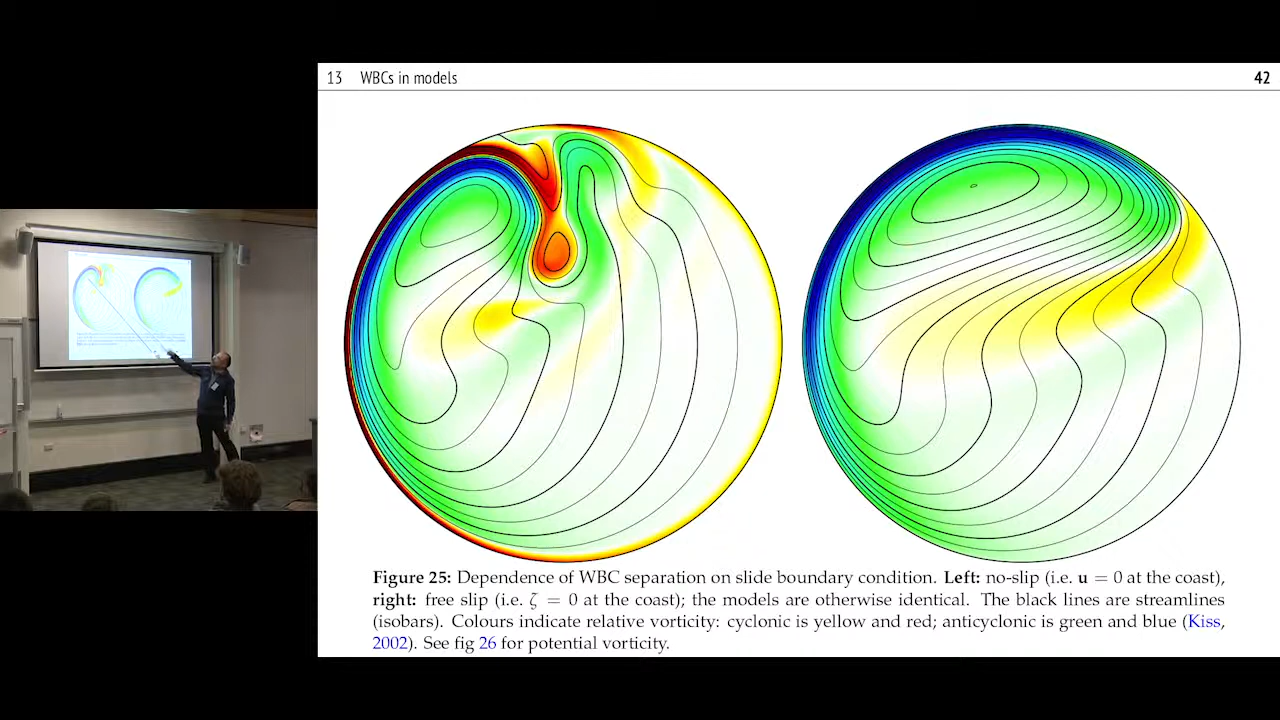 13 WBCs in models 42
Figure 25: Dependence of WBC separation on slide boundary condition. Left: no-slip (i.e. u = 0 at the coast),
right: free slip (i.e. ζ = 0 at the coast); the models are otherwise identical. The black lines are streamlines
(isobars). Colours indicate relative vorticity: cyclonic is yellow and red; anticyclonic is green and blue (Kiss,
2002). See fig 26 for potential vorticity.